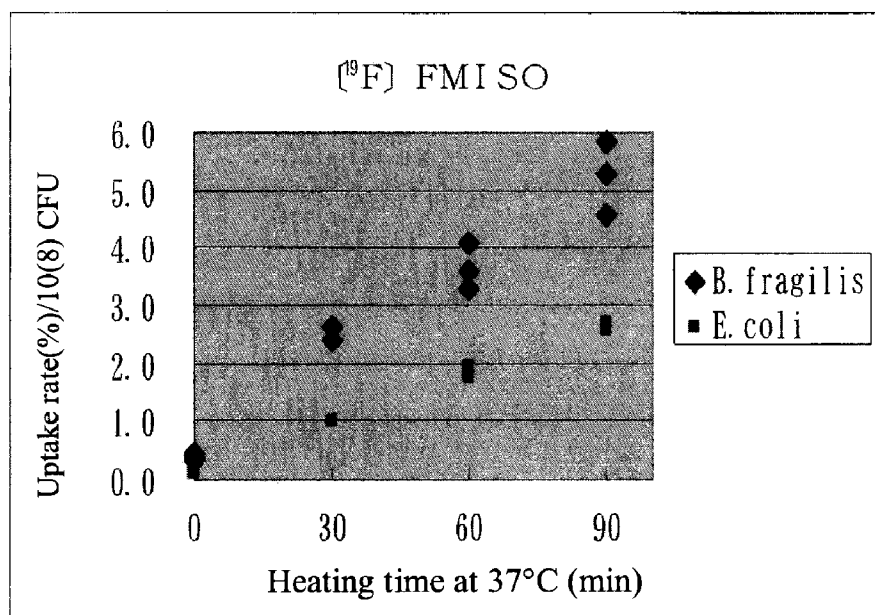 [¹⁹F] FMISO
Uptake rate(%)/10(8) CFU
6.0
5.0
4.0
3.0
2.0
1.0
0.0
0 30 60 90
Heating time at 37°C (min)
B. fragilis
E. coli